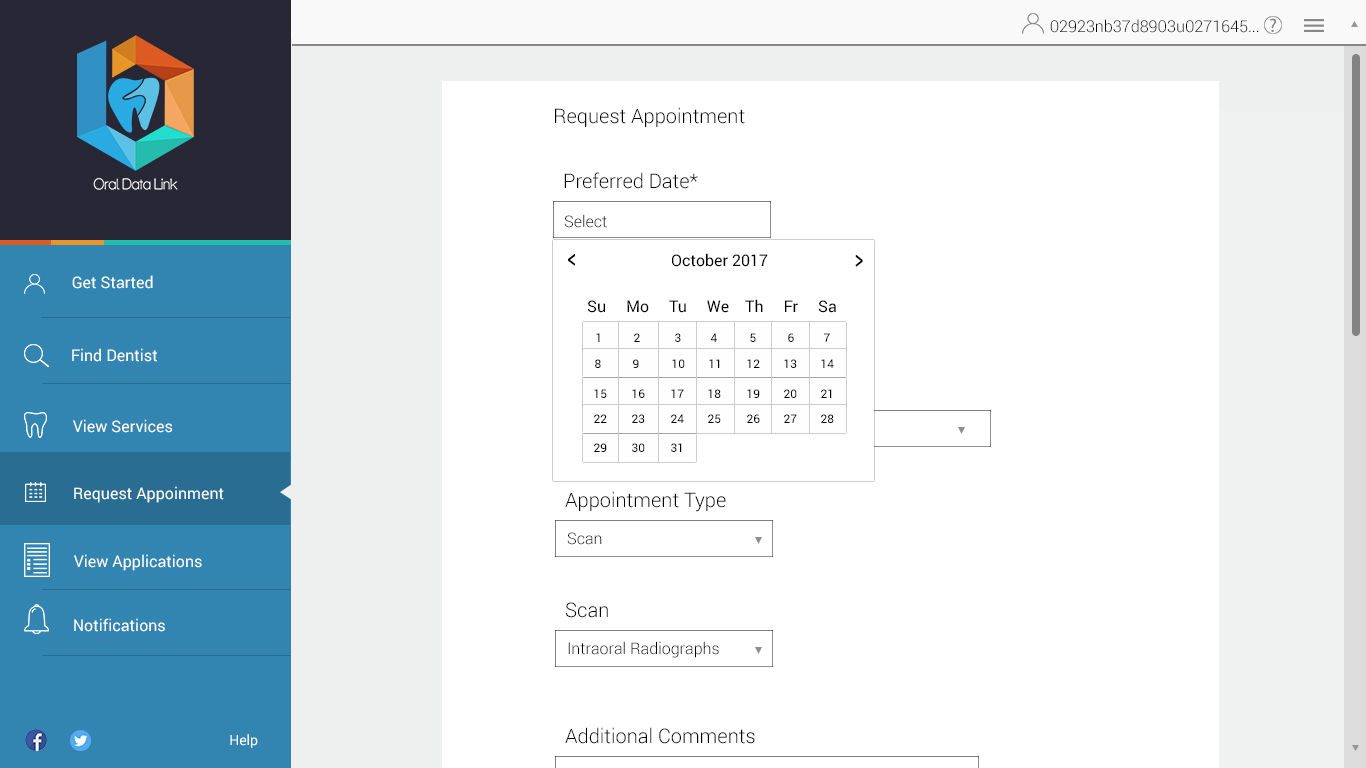 02923nb37d8903u0271645... ?
Oral Data Link
Get Started
Find Dentist
View Services
Request Appoinment
View Applications
Notifications
Help
Request Appointment
Preferred Date*
Select
< October 2017 >
Su Mo Tu We Th Fr Sa
1 2 3 4 5 6 7
8 9 10 11 12 13 14
15 16 17 18 19 20 21
22 23 24 25 26 27 28
29 30 31
Appointment Type
Scan
Scan
Intraoral Radiographs
Additional Comments